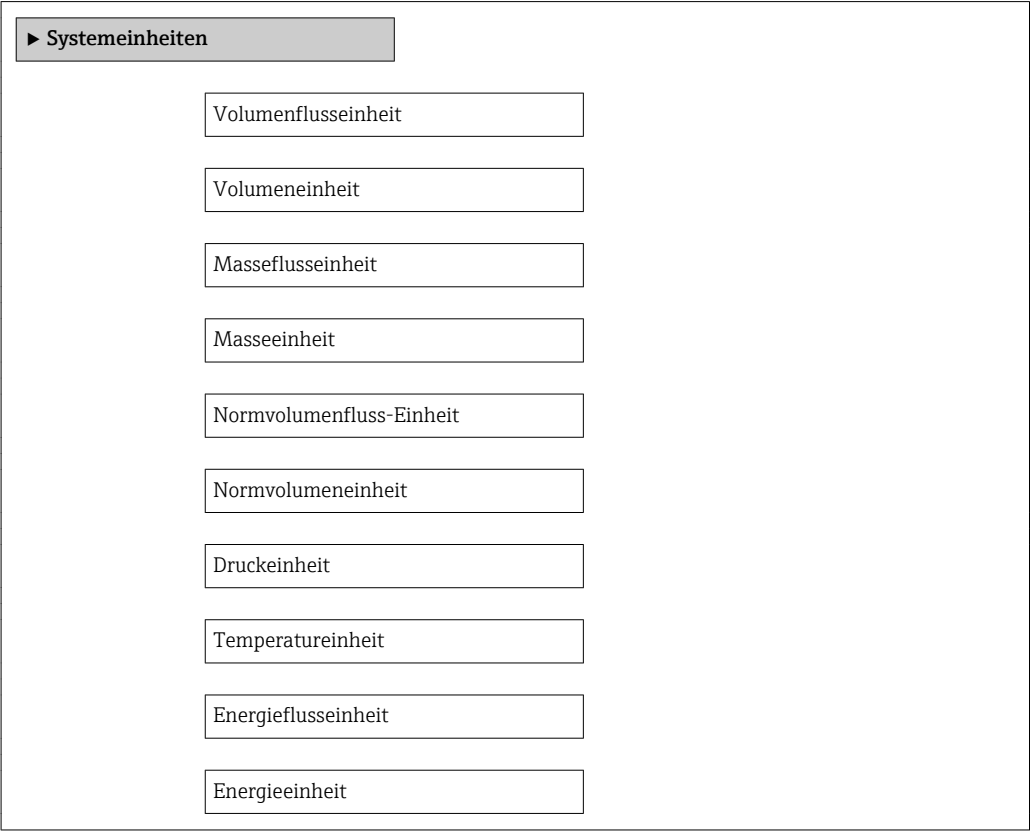 ▶ Systemeinheiten
Volumenflusseinheit
Volumeneinheit
Masseflusseinheit
Masseeinheit
Normvolumenfluss-Einheit
Normvolumeneinheit
Druckeinheit
Temperatureinheit
Energieflusseinheit
Energieeinheit